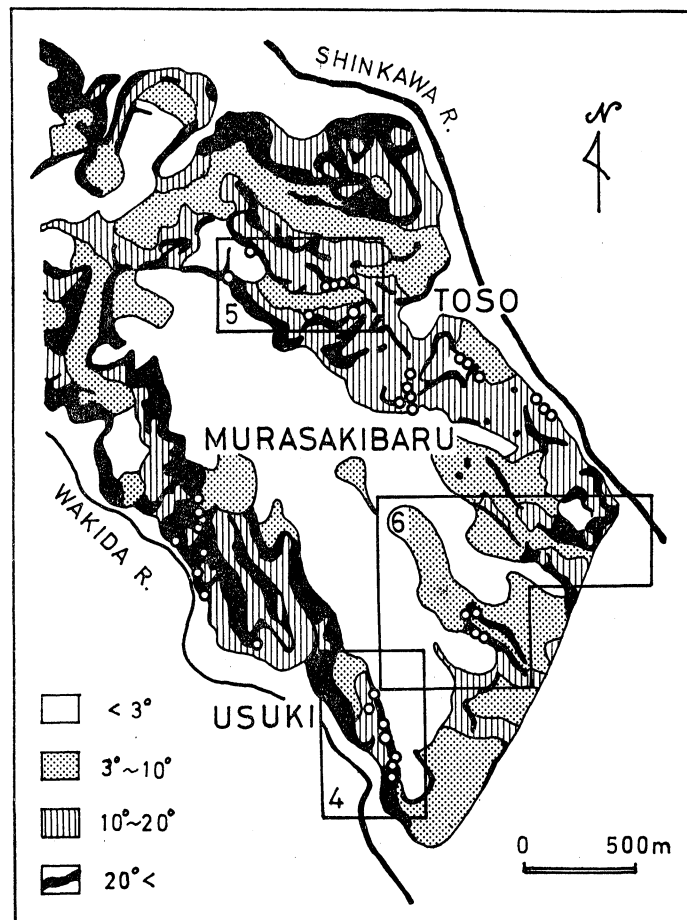 SHINKAWA R.
N
TOSO
5
MURASAKIBARU
WAKIDA R.
6
USUKI
4
< 3°
3°~10°
10°~20°
20°<
0 500m